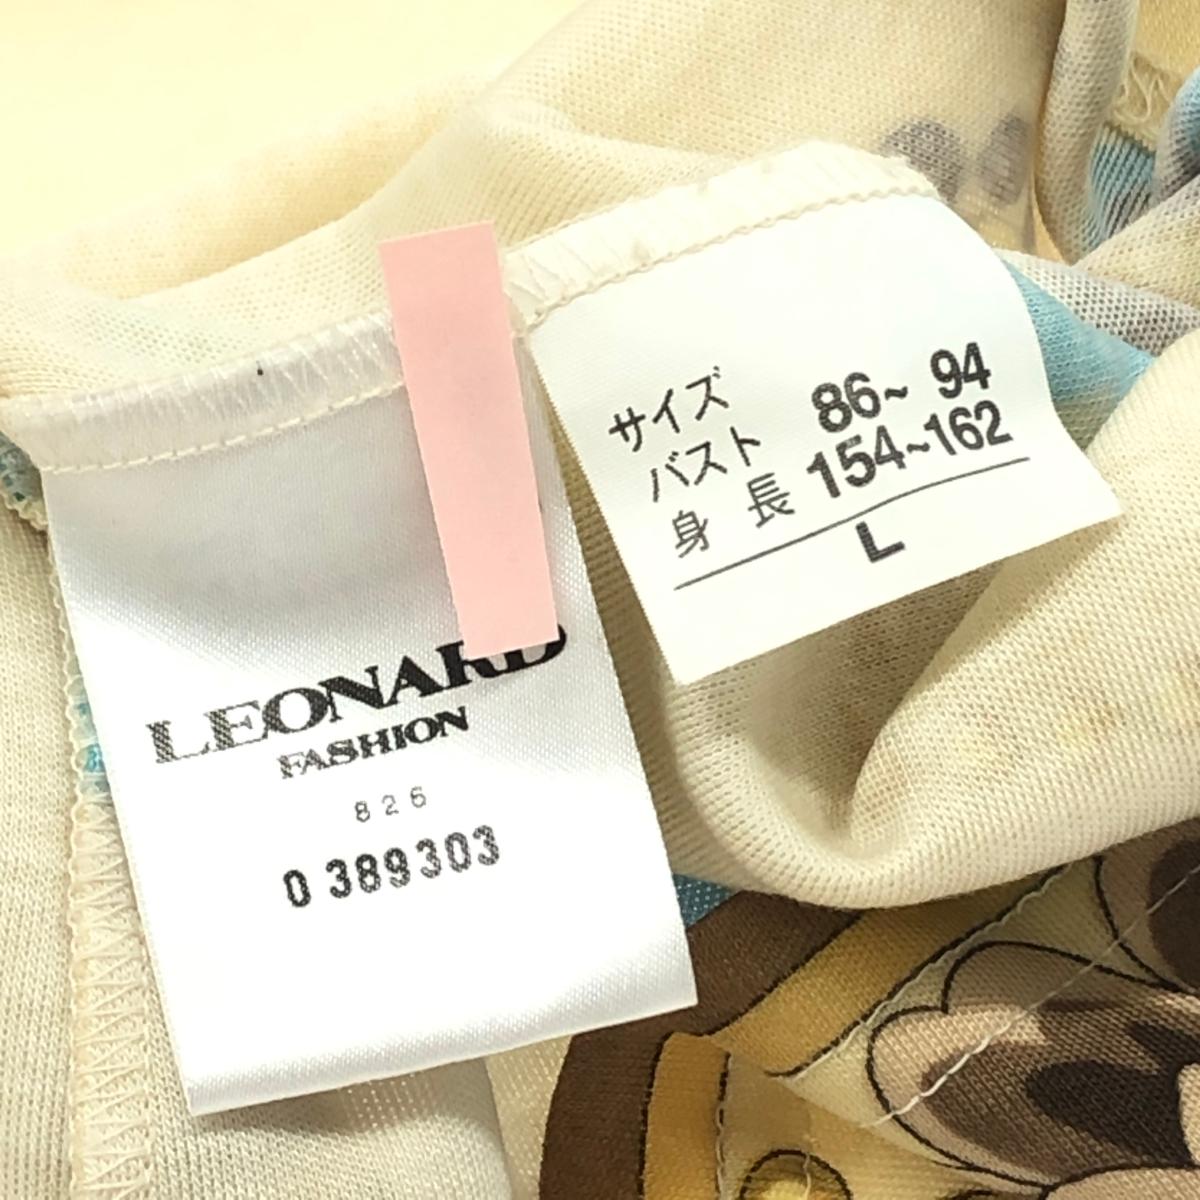 LEONARD
FASHION
826
0 389303
サイズ
バスト 86~ 94
身 長 154~162
L